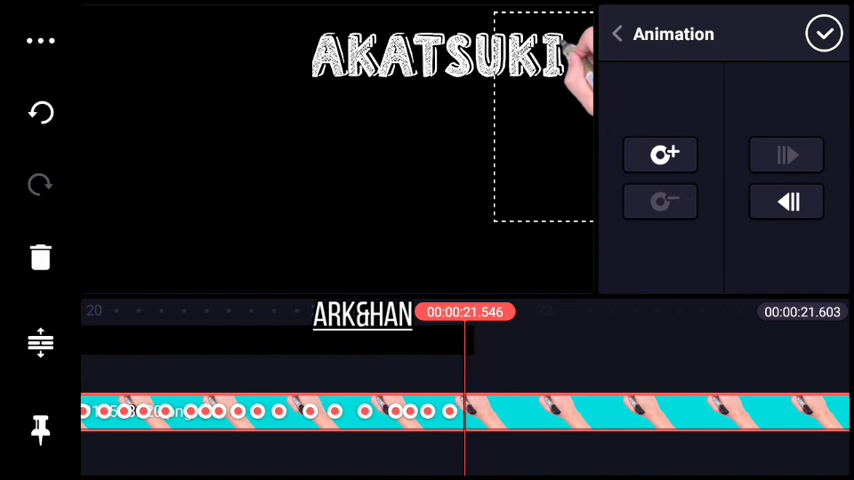 AKATSUKI
Animation
20
ARK&HAN
00:00:21.546
00:00:21.603